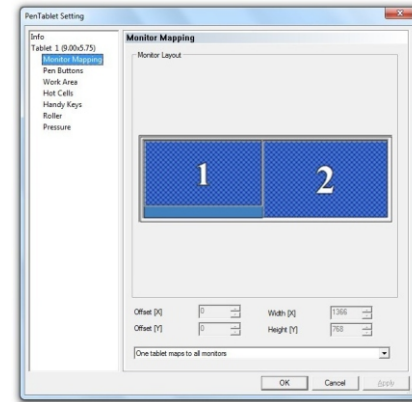 PenTablet Setting
Info
Tablet 1 (9.00x5.75)
Monitor Mapping
Pen Buttons
Work Area
Hot Cells
Handy Keys
Roller
Pressure
Monitor Mapping
Monitor Layout
1
2
Offset [X] 0 Width [X] 1366
Offset [Y] 0 Height [Y] 768
One tablet maps to all monitors
OK Cancel Apply